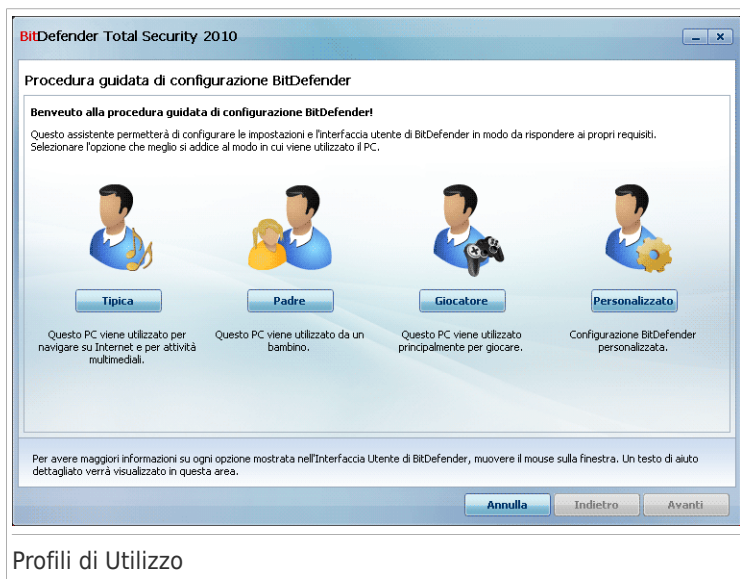 BitDefender Total Security 2010
Procedura guidata di configurazione BitDefender
Benveuto alla procedura guidata di configurazione BitDefender!
Questo assistente permetterà di configurare le impostazioni e l'interfaccia utente di BitDefender in modo da rispondere ai propri requisiti.
Selezionare l'opzione che meglio si addice al modo in cui viene utilizzato il PC.
Tipica
Questo PC viene utilizzato per
navigare su Internet e per attività
multimediali.
Padre
Questo PC viene utilizzato da un
bambino.
Giocatore
Questo PC viene utilizzato
principalmente per giocare.
Personalizzato
Configurazione BitDefender
personalizzata.
Per avere maggiori informazioni su ogni opzione mostrata nell'Interfaccia Utente di BitDefender, muovere il mouse sulla finestra. Un testo di aiuto
dettagliato verrà visualizzato in questa area.
Annulla
Indietro
Avanti
Profili di Utilizzo